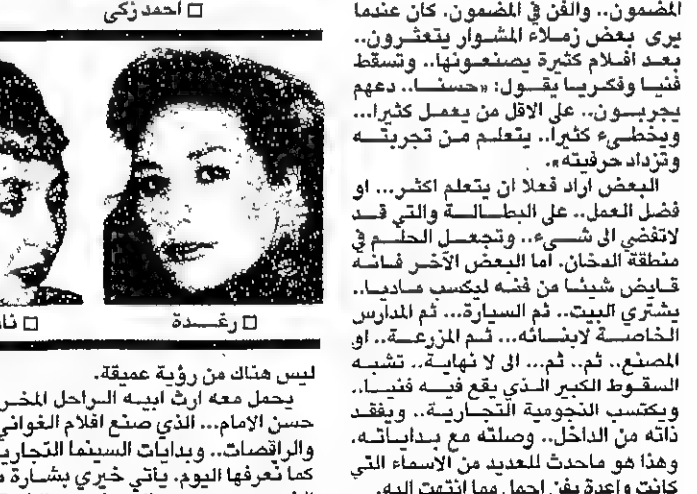 المضمون.. والفن في المضمون. كان عندما
يرى بعض زملاء المشوار يتعثرون..
بعد افلام كثيرة يصنعونها.. وتسقط
فنيا وفكريا يقول: «حسنا.. دعهم
يجربون.. على الاقل من يعمل كثيرا...
ويخطىء كثيرا.. يتعلم من تجربته
وتزداد حرفيته».
البعض اراد فعلا ان يتعلم اكثر... او
فضل العمل.. على البطالة والتي قد
لاتفضي الى شيء.. وتجعل الحلم في
منطقة الدخان. اما البعض الآخر فانه
قايض شيئا من فنه ليكسب ماديا..
يشتري البيت.. ثم السيارة... ثم المدارس
الخاصة لابنائه... ثم المزرعة.. او
المصنع.. ثم.. ثم... الى لا نهاية.. تشبه
السقوط الكبير الذي يقع فيه فنيا..
ويكتسب النجومية التجارية.. ويفقد
ذاته من الداخل.. وصلته مع بداياته.
وهذا هو ماحدث للعديد من الاسماء التي
كانت واعدة بفن اجمل مما انتهت اليه.
□ احمد زكى
□ رغدة
□
ليس هناك من رؤية عميقة.
يحمل معه ارث ابيه الراحل
حسن الامام... الذي صنع افلام الغواني
والراقصات.. وبدايات السينما
كما نعرفها اليوم. يأتي خيري بشارة